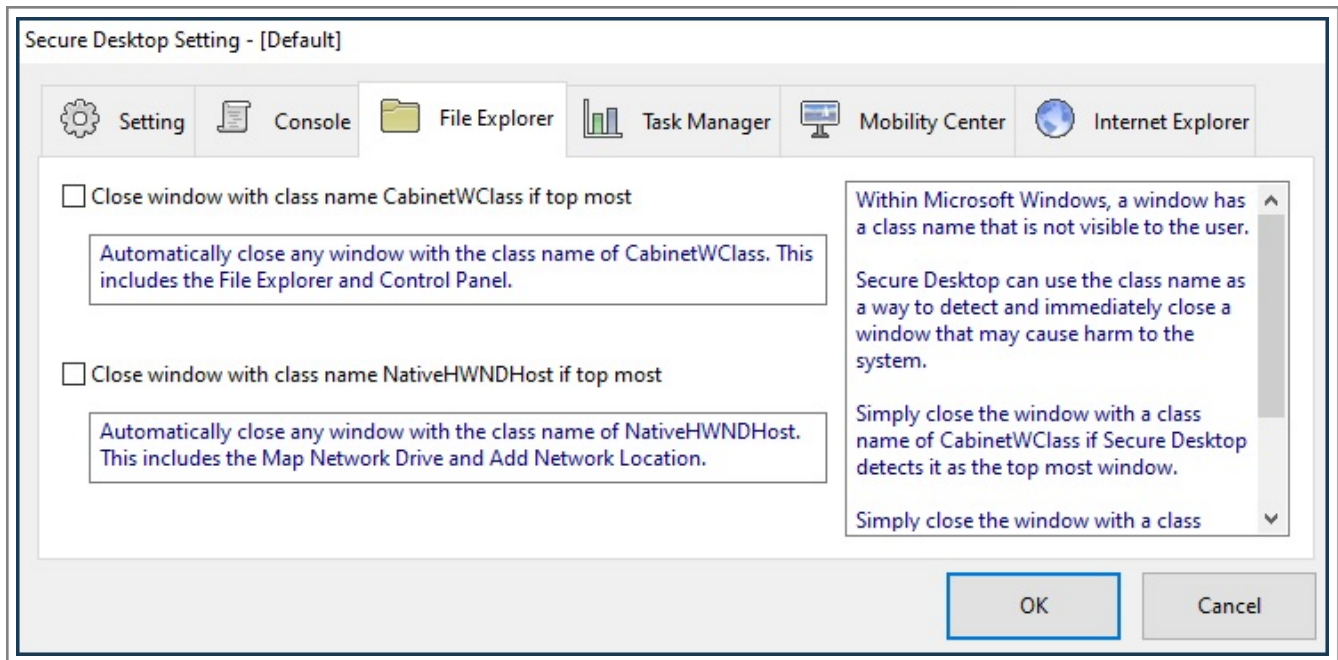 Secure Desktop Setting - [Default]
Setting
Console
File Explorer
Task Manager
Mobility Center
Internet Explorer
Close window with class name CabinetWClass if top most
Automatically close any window with the class name of CabinetWClass. This
includes the File Explorer and Control Panel.
Close window with class name NativeHWNDHost if top most
Automatically close any window with the class name of NativeHWNDHost.
This includes the Map Network Drive and Add Network Location.
Within Microsoft Windows, a window has
a class name that is not visible to the user.
Secure Desktop can use the class name as
a way to detect and immediately close a
window that may cause harm to the
system.
Simply close the window with a class
name of CabinetWClass if Secure Desktop
detects it as the top most window.
Simply close the window with a class
OK
Cancel